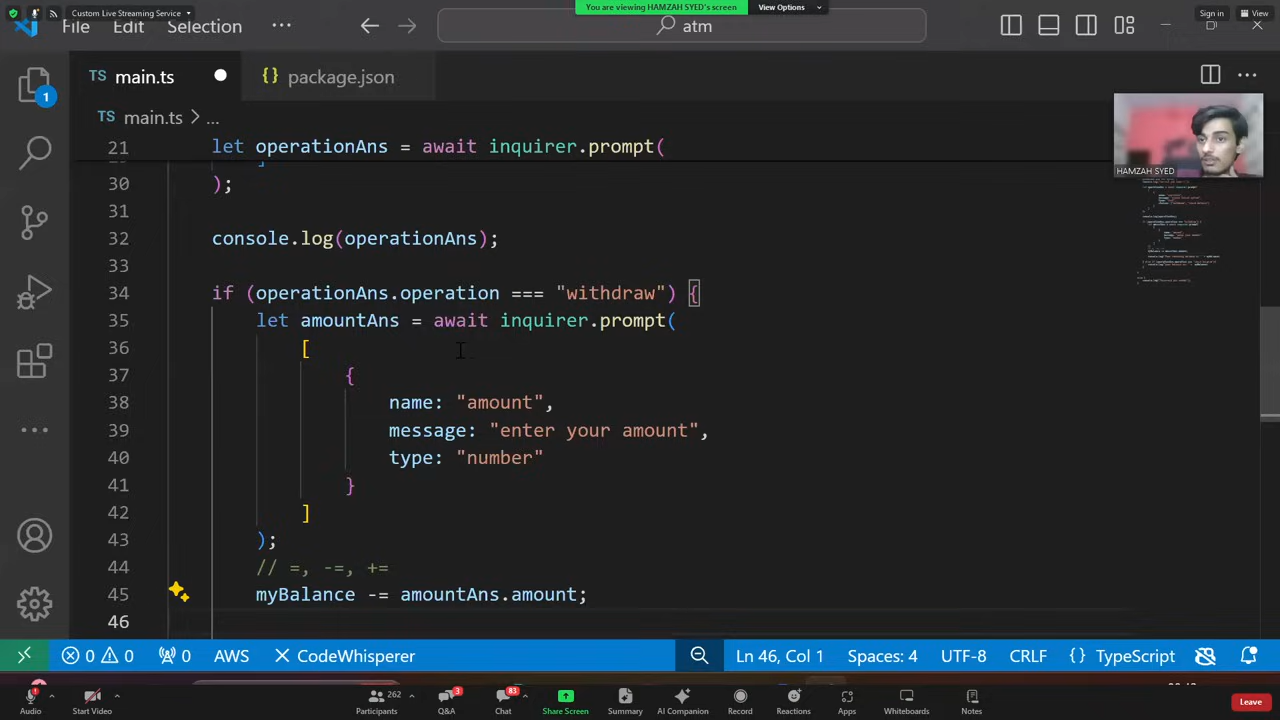 Custom Live Streaming Service
You are viewing HAMZAH SYED's screen
View Options
Sign in
View
File Edit Selection ...
atm
1
TS main.ts
{} package.json
TS main.ts > ...
HAMZAH SYED
21 let operationAns = await inquirer.prompt(
30 );
31
32 console.log(operationAns);
33
34 if (operationAns.operation === "withdraw") {
35 let amountAns = await inquirer.prompt(
36 [
37 {
38 name: "amount",
39 message: "enter your amount",
40 type: "number"
41 }
42 ]
43 );
44 // =, -=, +=
45 myBalance -= amountAns.amount;
46
0 0 0 AWS CodeWhisperer Ln 46, Col 1 Spaces: 4 UTF-8 CRLF {} TypeScript
1 262 3 83
Audio Start Video Participants Q&A Chat Share Screen Summary AI Companion Record Reactions Apps Whiteboards Notes Leave